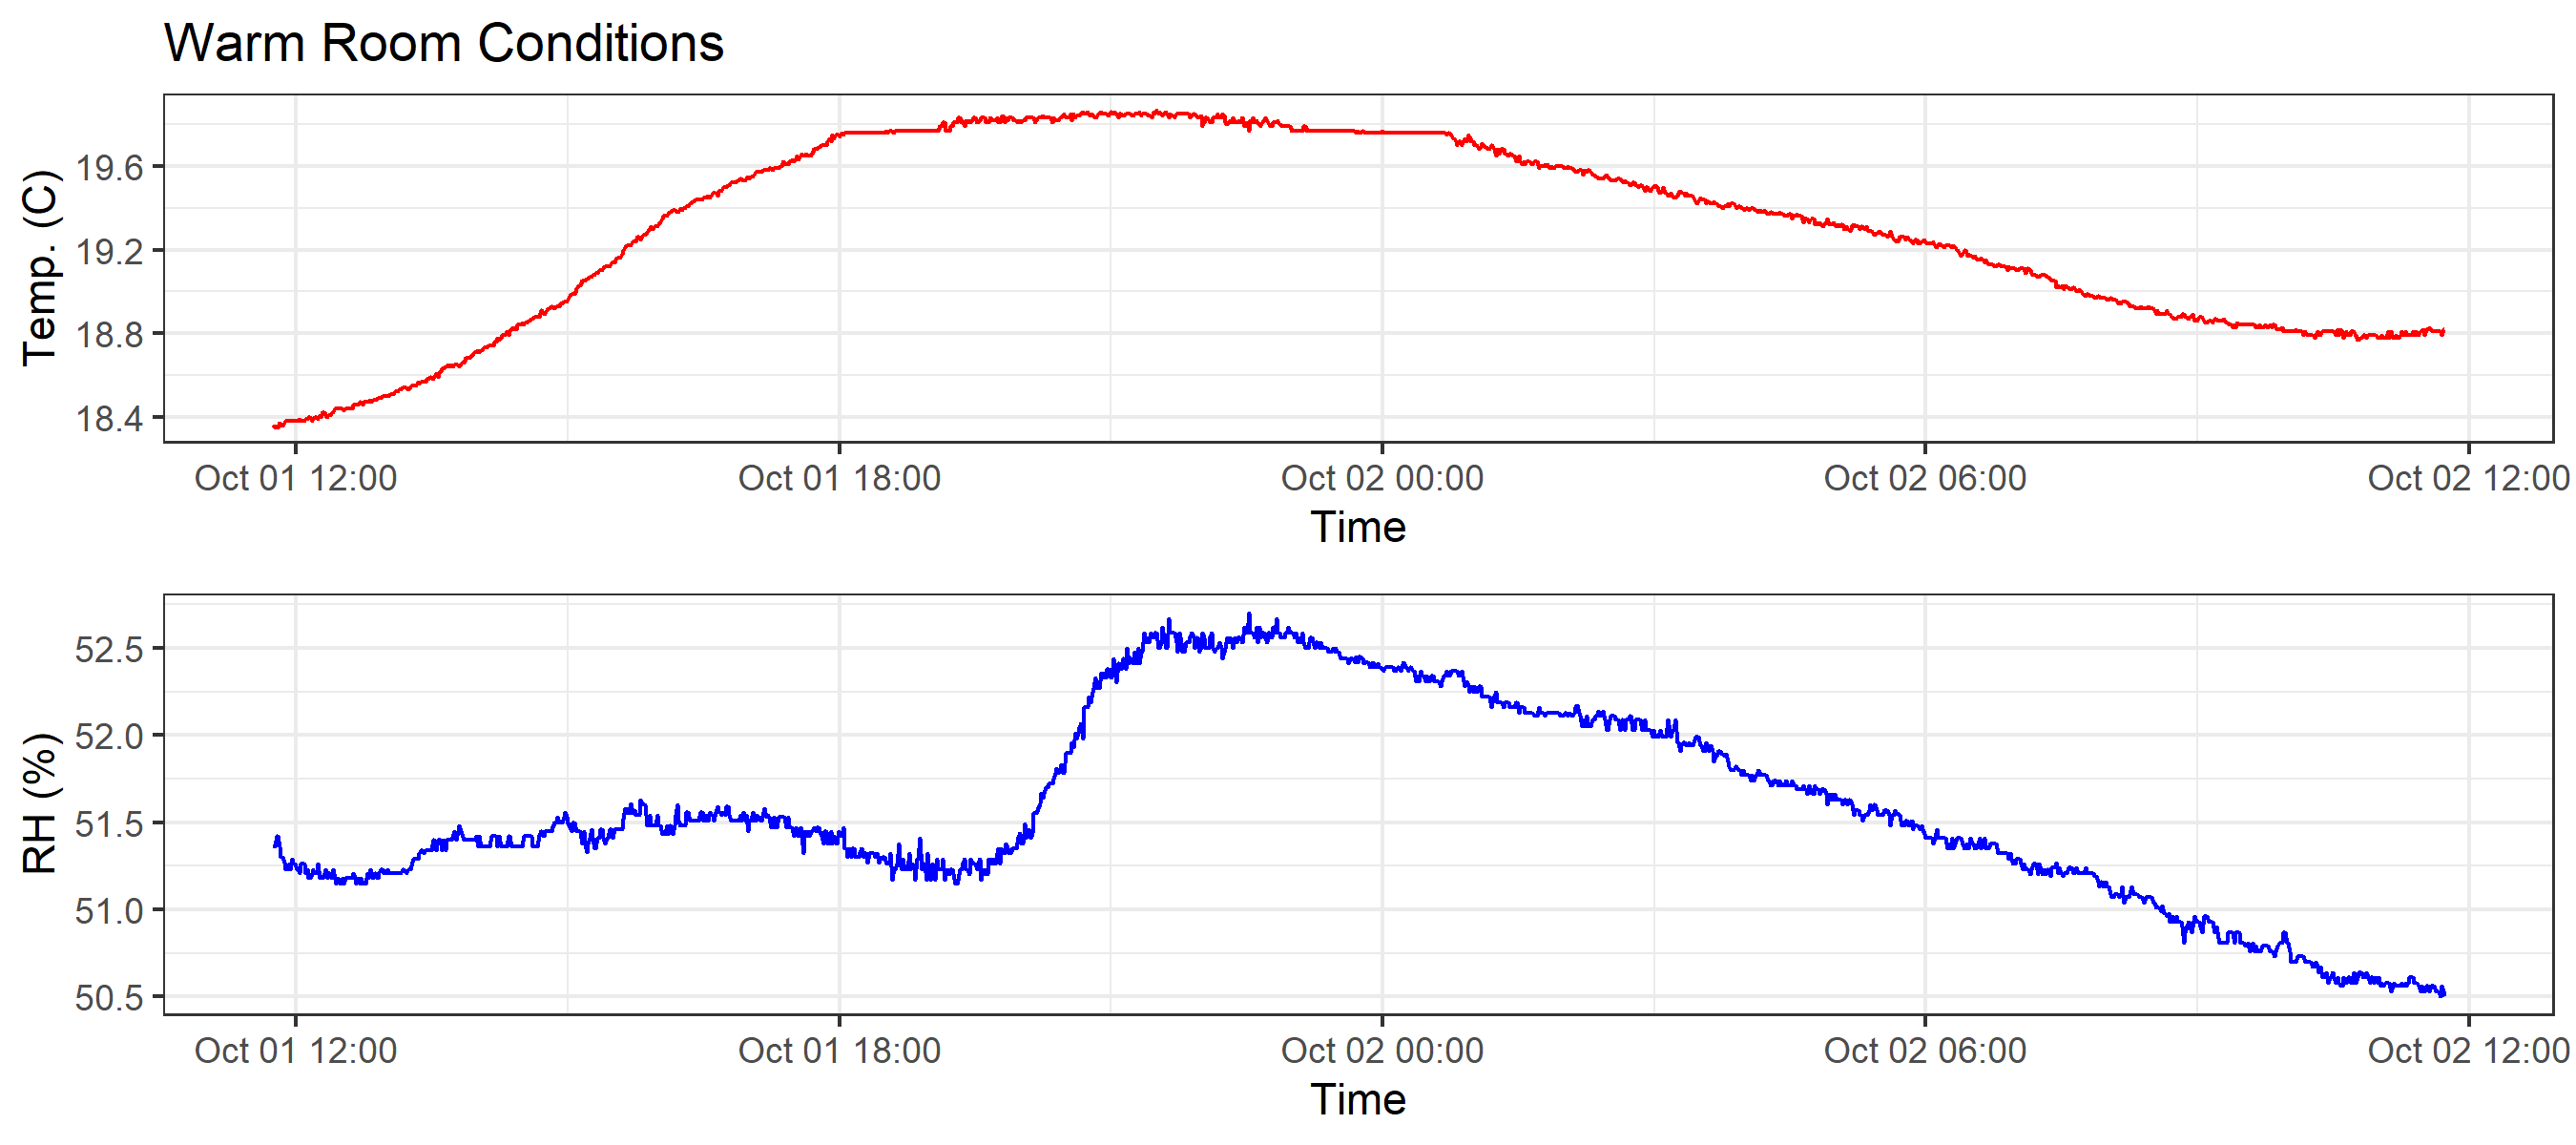 Warm Room Conditions
Temp. (C)
19.6
19.2
18.8
18.4
Oct 01 12:00 Oct 01 18:00 Oct 02 00:00 Oct 02 06:00 Oct 02 12:00
Time
RH (%)
52.5
52.0
51.5
51.0
50.5
Oct 01 12:00 Oct 01 18:00 Oct 02 00:00 Oct 02 06:00 Oct 02 12:00
Time